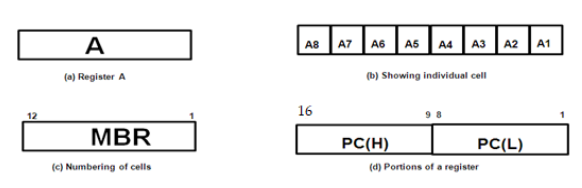 A
(a) Register A
A8 A7 A6 A5 A4 A3 A2 A1
(b) Showing individual cell
12 1
MBR
(c) Numbering of cells
16 9 8 1
PC(H) PC(L)
(d) Portions of a register